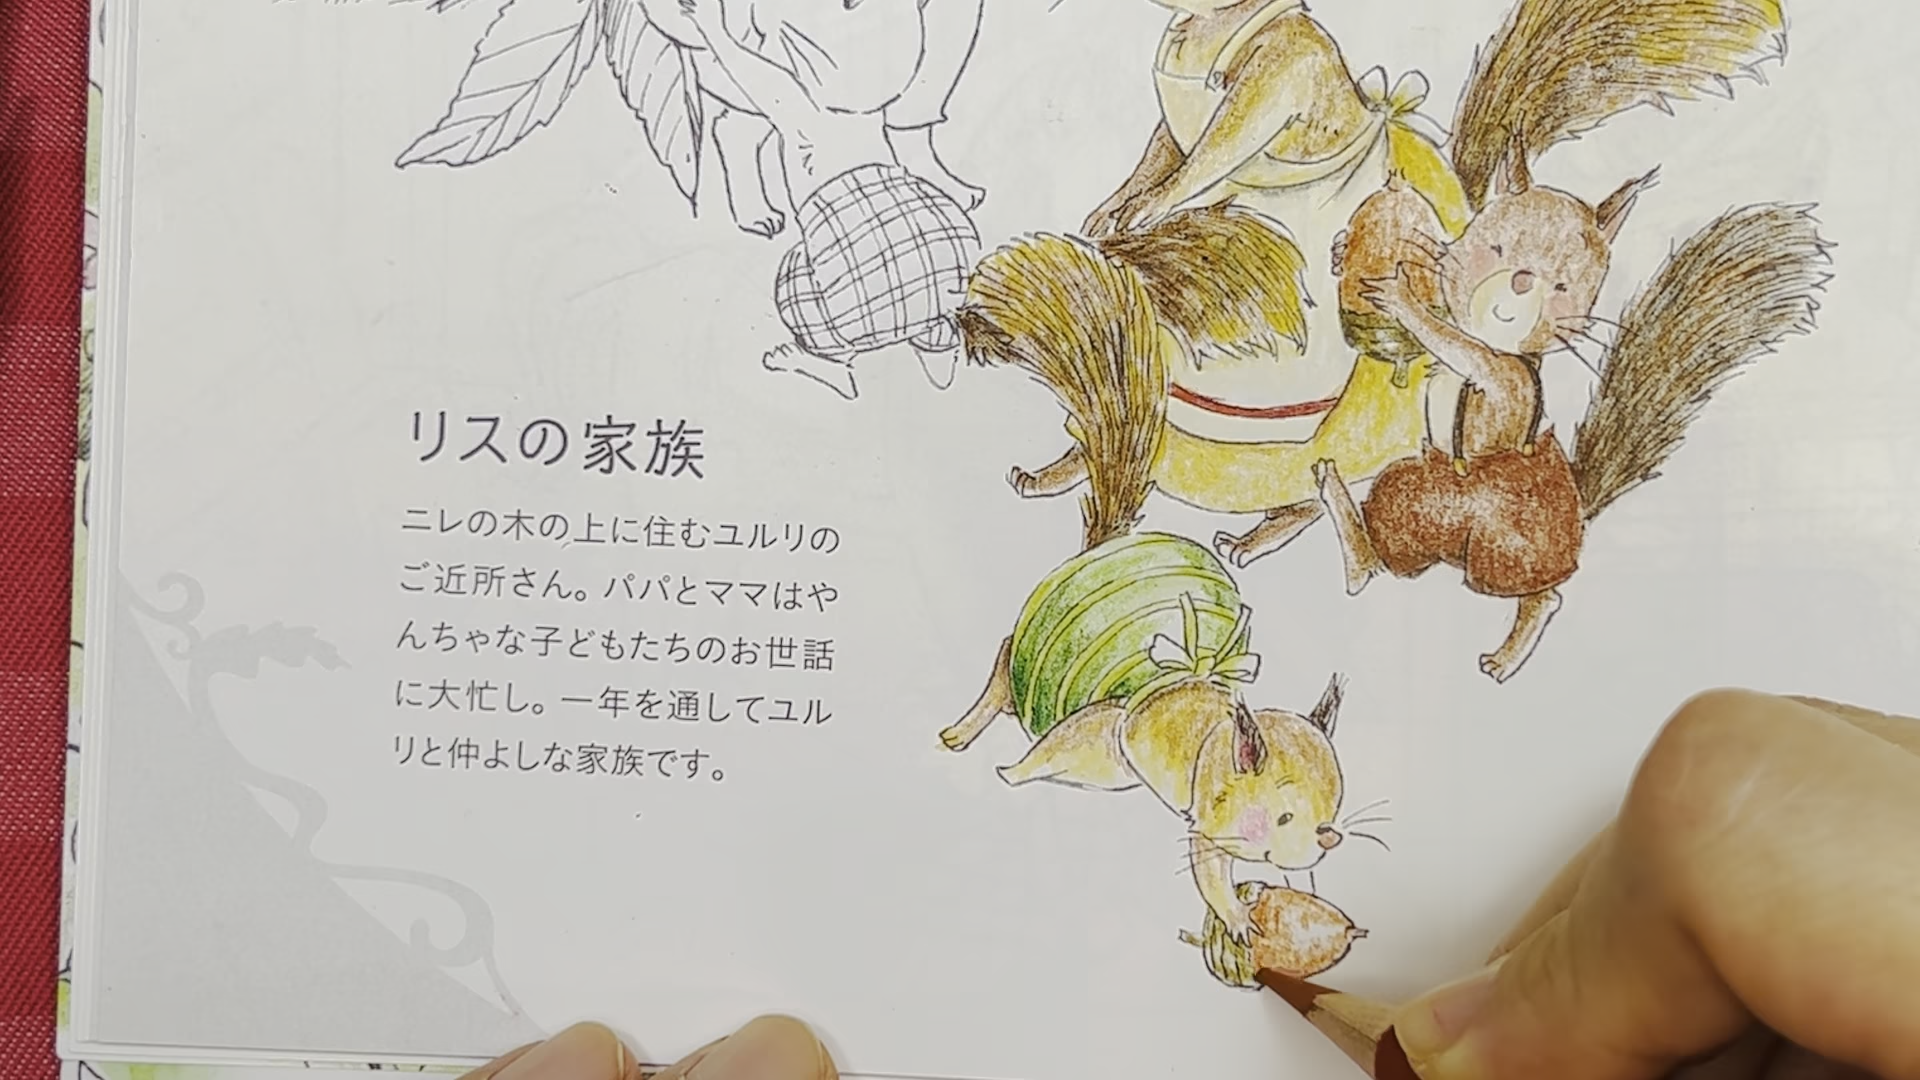 リスの家族
ニレの木の上に住むユルリの
ご近所さん。パパとママはや
んちゃな子どもたちのお世話
に大忙し。一年を通してユル
リと仲よしな家族です。